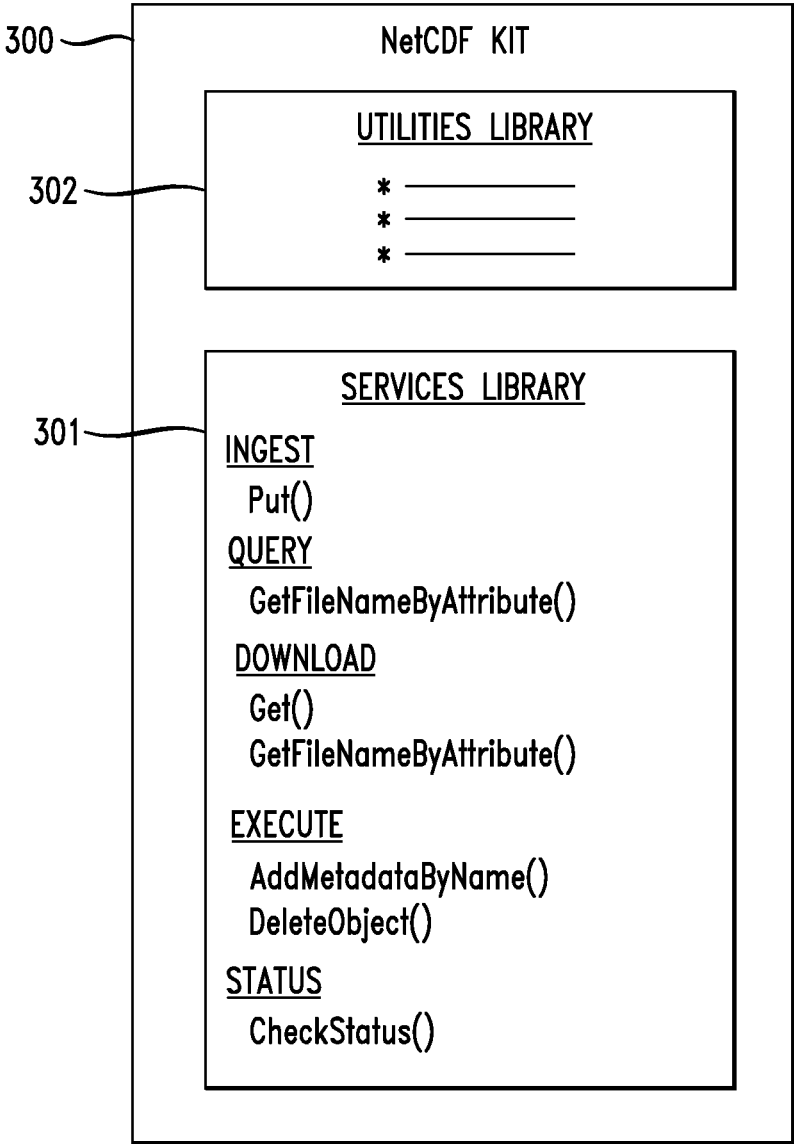 300
NetCDF KIT
UTILITIES LIBRARY
302
*
*
*
SERVICES LIBRARY
301
INGEST
Put()
QUERY
GetFileNameByAttribute()
DOWNLOAD
Get()
GetFileNameByAttribute()
EXECUTE
AddMetadataByName()
DeleteObject()
STATUS
CheckStatus()